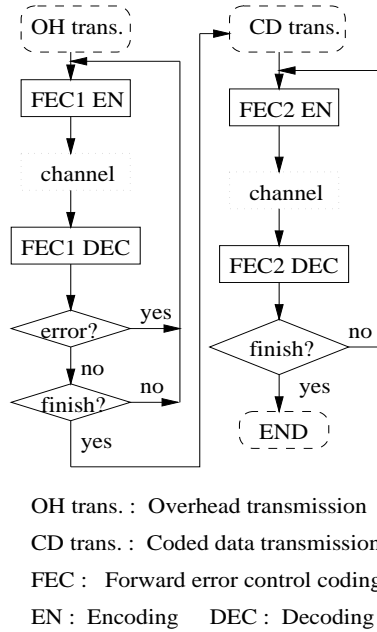 OH trans.
FEC1 EN
channel
FEC1 DEC
error?
yes
no
finish?
no
yes
CD trans.
FEC2 EN
channel
FEC2 DEC
finish?
no
yes
END
OH trans. : Overhead transmission
CD trans. : Coded data transmission
FEC : Forward error control coding
EN : Encoding DEC : Decoding